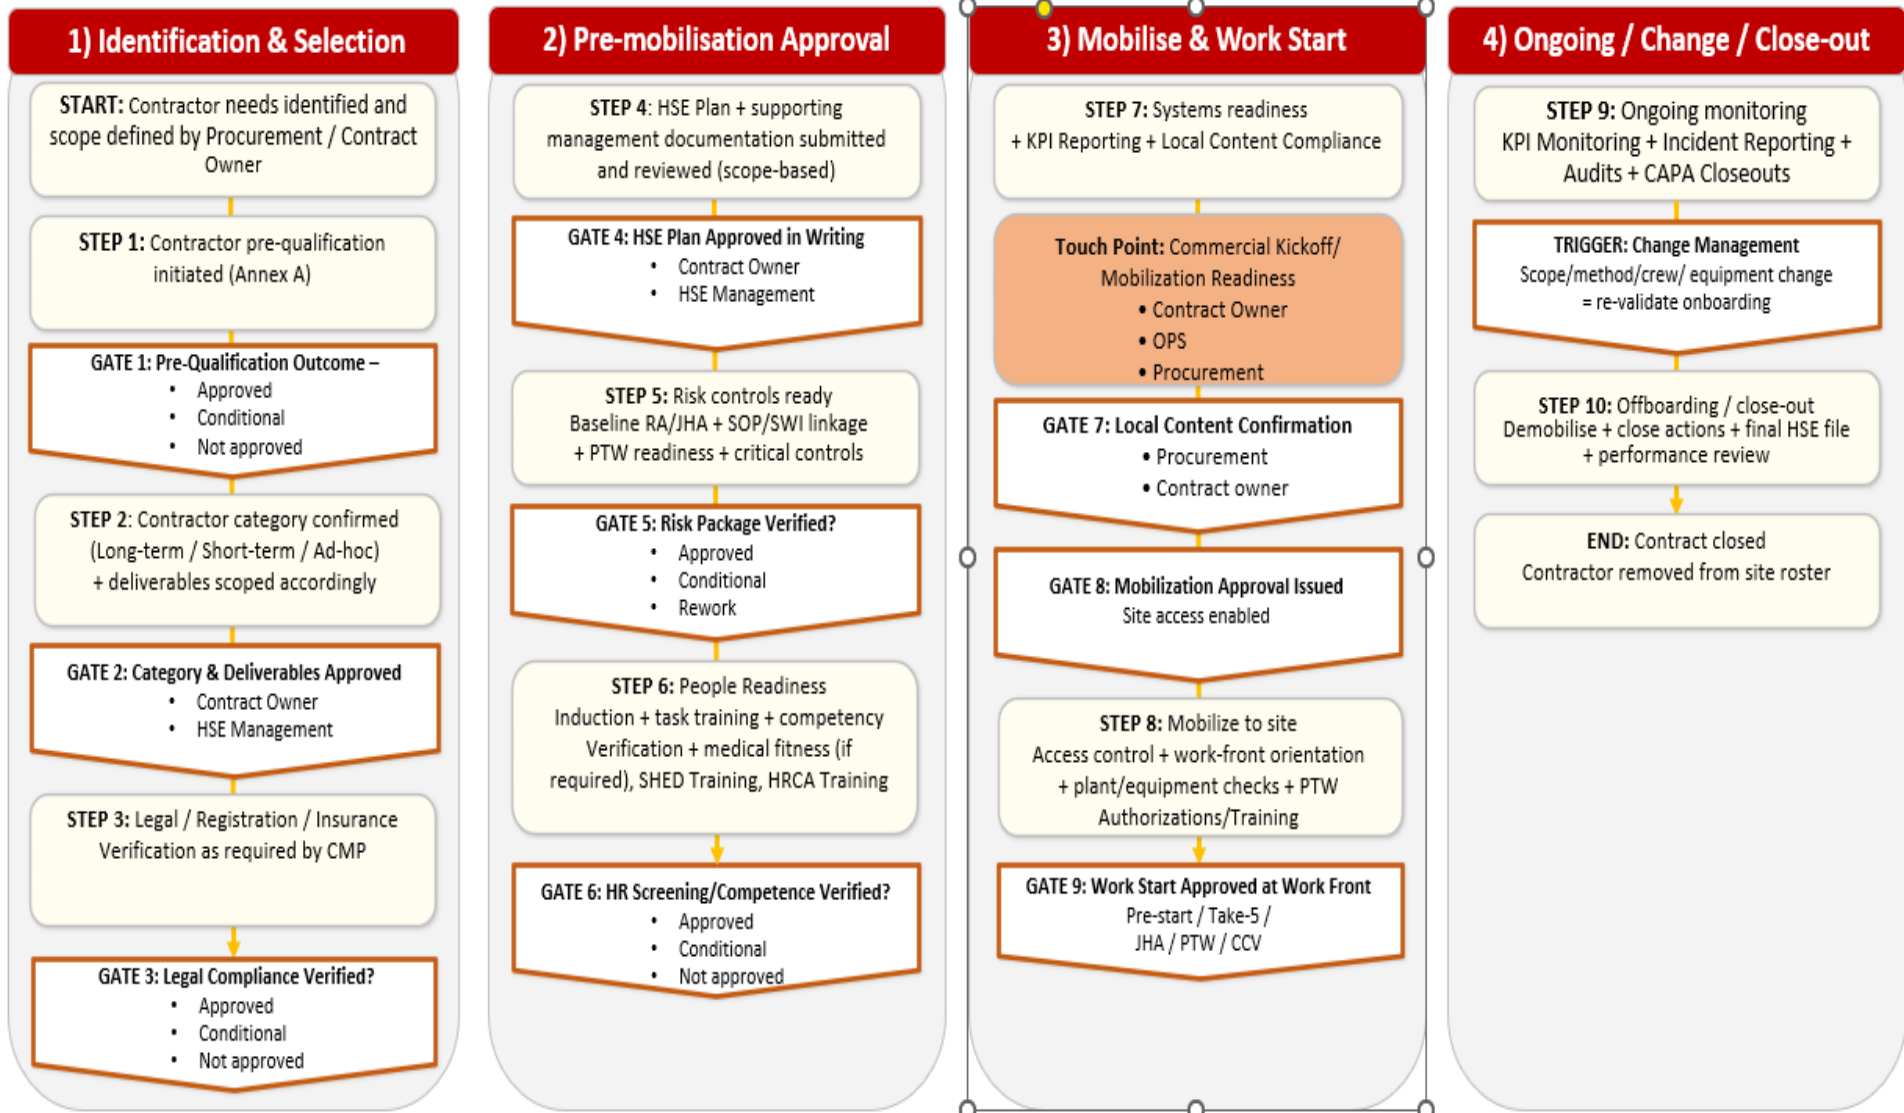 1) Identification & Selection
START: Contractor needs identified and
scope defined by Procurement / Contract
Owner
STEP 1: Contractor pre-qualification
initiated (Annex A)
GATE 1: Pre-Qualification Outcome –
• Approved
• Conditional
• Not approved
STEP 2: Contractor category confirmed
(Long-term / Short-term / Ad-hoc)
+ deliverables scoped accordingly
GATE 2: Category & Deliverables Approved
• Contract Owner
• HSE Management
STEP 3: Legal / Registration / Insurance
Verification as required by CMP
GATE 3: Legal Compliance Verified?
• Approved
• Conditional
• Not approved
2) Pre-mobilisation Approval
STEP 4: HSE Plan + supporting
management documentation submitted
and reviewed (scope-based)
GATE 4: HSE Plan Approved in Writing
• Contract Owner
• HSE Management
STEP 5: Risk controls ready
Baseline RA/JHA + SOP/SWI linkage
+ PTW readiness + critical controls
GATE 5: Risk Package Verified?
• Approved
• Conditional
• Rework
STEP 6: People Readiness
Induction + task training + competency
Verification + medical fitness (if
required), SHED Training, HRCA Training
GATE 6: HR Screening/Competence Verified?
• Approved
• Conditional
• Not approved
3) Mobilise & Work Start
STEP 7: Systems readiness
+ KPI Reporting + Local Content Compliance
Touch Point: Commercial Kickoff/
Mobilization Readiness
• Contract Owner
• OPS
• Procurement
GATE 7: Local Content Confirmation
• Procurement
• Contract owner
GATE 8: Mobilization Approval Issued
Site access enabled
STEP 8: Mobilize to site
Access control + work-front orientation
+ plant/equipment checks + PTW
Authorizations/Training
GATE 9: Work Start Approved at Work Front
Pre-start / Take-5 /
JHA / PTW / CCV
4) Ongoing / Change / Close-out
STEP 9: Ongoing monitoring
KPI Monitoring + Incident Reporting +
Audits + CAPA Closeouts
TRIGGER: Change Management
Scope/method/crew/ equipment change
= re-validate onboarding
STEP 10: Offboarding / close-out
Demobilise + close actions + final HSE file
+ performance review
END: Contract closed
Contractor removed from site roster